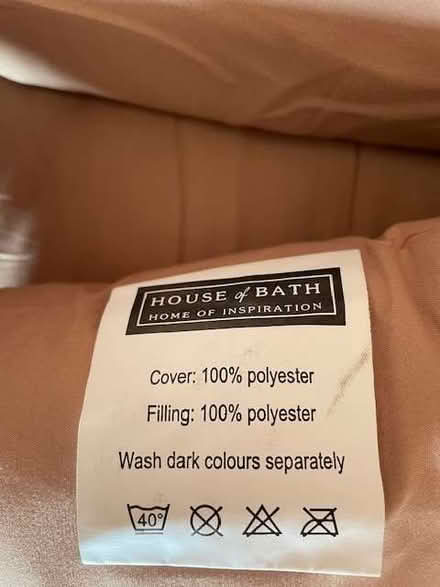 HOUSE of BATH
HOME OF INSPIRATION
Cover: 100% polyester
Filling: 100% polyester
Wash dark colours separately
40°